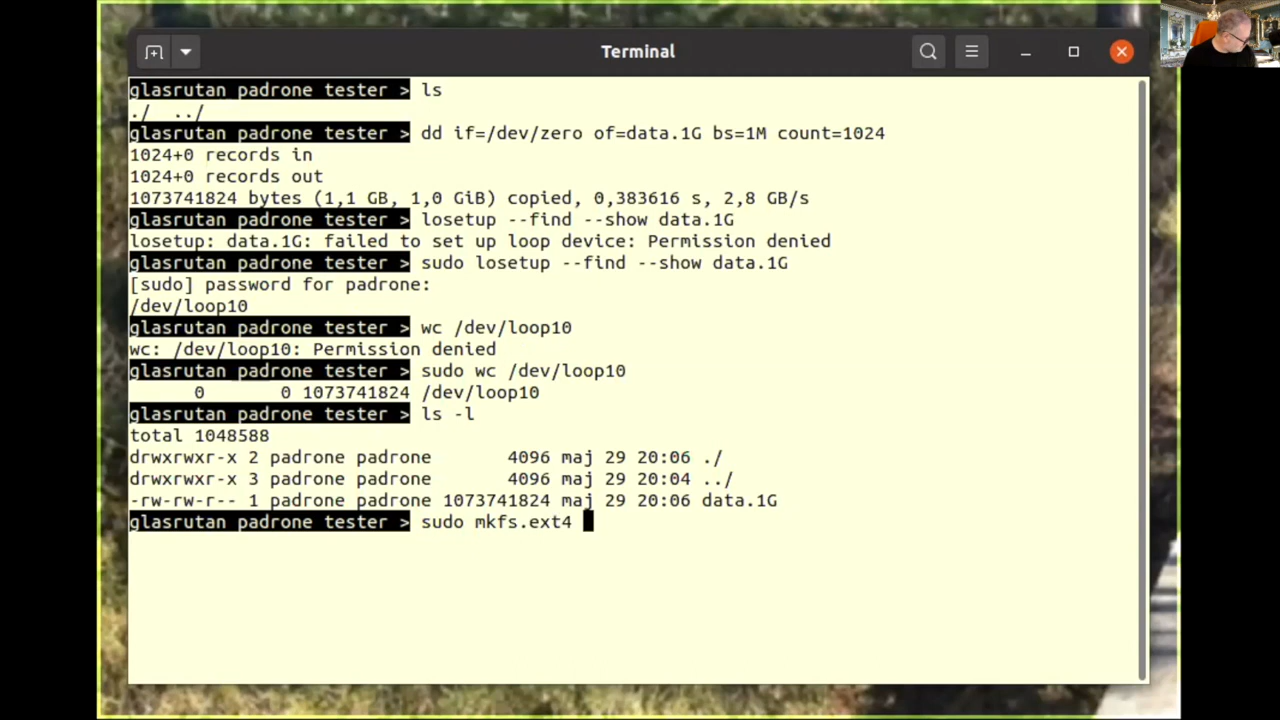 Terminal
glasrutan padrone tester > ls
./  ../
glasrutan padrone tester > dd if=/dev/zero of=data.1G bs=1M count=1024
1024+0 records in
1024+0 records out
1073741824 bytes (1,1 GB, 1,0 GiB) copied, 0,383616 s, 2,8 GB/s
glasrutan padrone tester > losetup --find --show data.1G
losetup: data.1G: failed to set up loop device: Permission denied
glasrutan padrone tester > sudo losetup --find --show data.1G
[sudo] password for padrone:
/dev/loop10
glasrutan padrone tester > wc /dev/loop10
wc: /dev/loop10: Permission denied
glasrutan padrone tester > sudo wc /dev/loop10
      0       0 1073741824 /dev/loop10
glasrutan padrone tester > ls -l
total 1048588
drwxrwxr-x 2 padrone padrone       4096 maj 29 20:06 ./
drwxrwxr-x 3 padrone padrone       4096 maj 29 20:04 ../
-rw-rw-r-- 1 padrone padrone 1073741824 maj 29 20:06 data.1G
glasrutan padrone tester > sudo mkfs.ext4